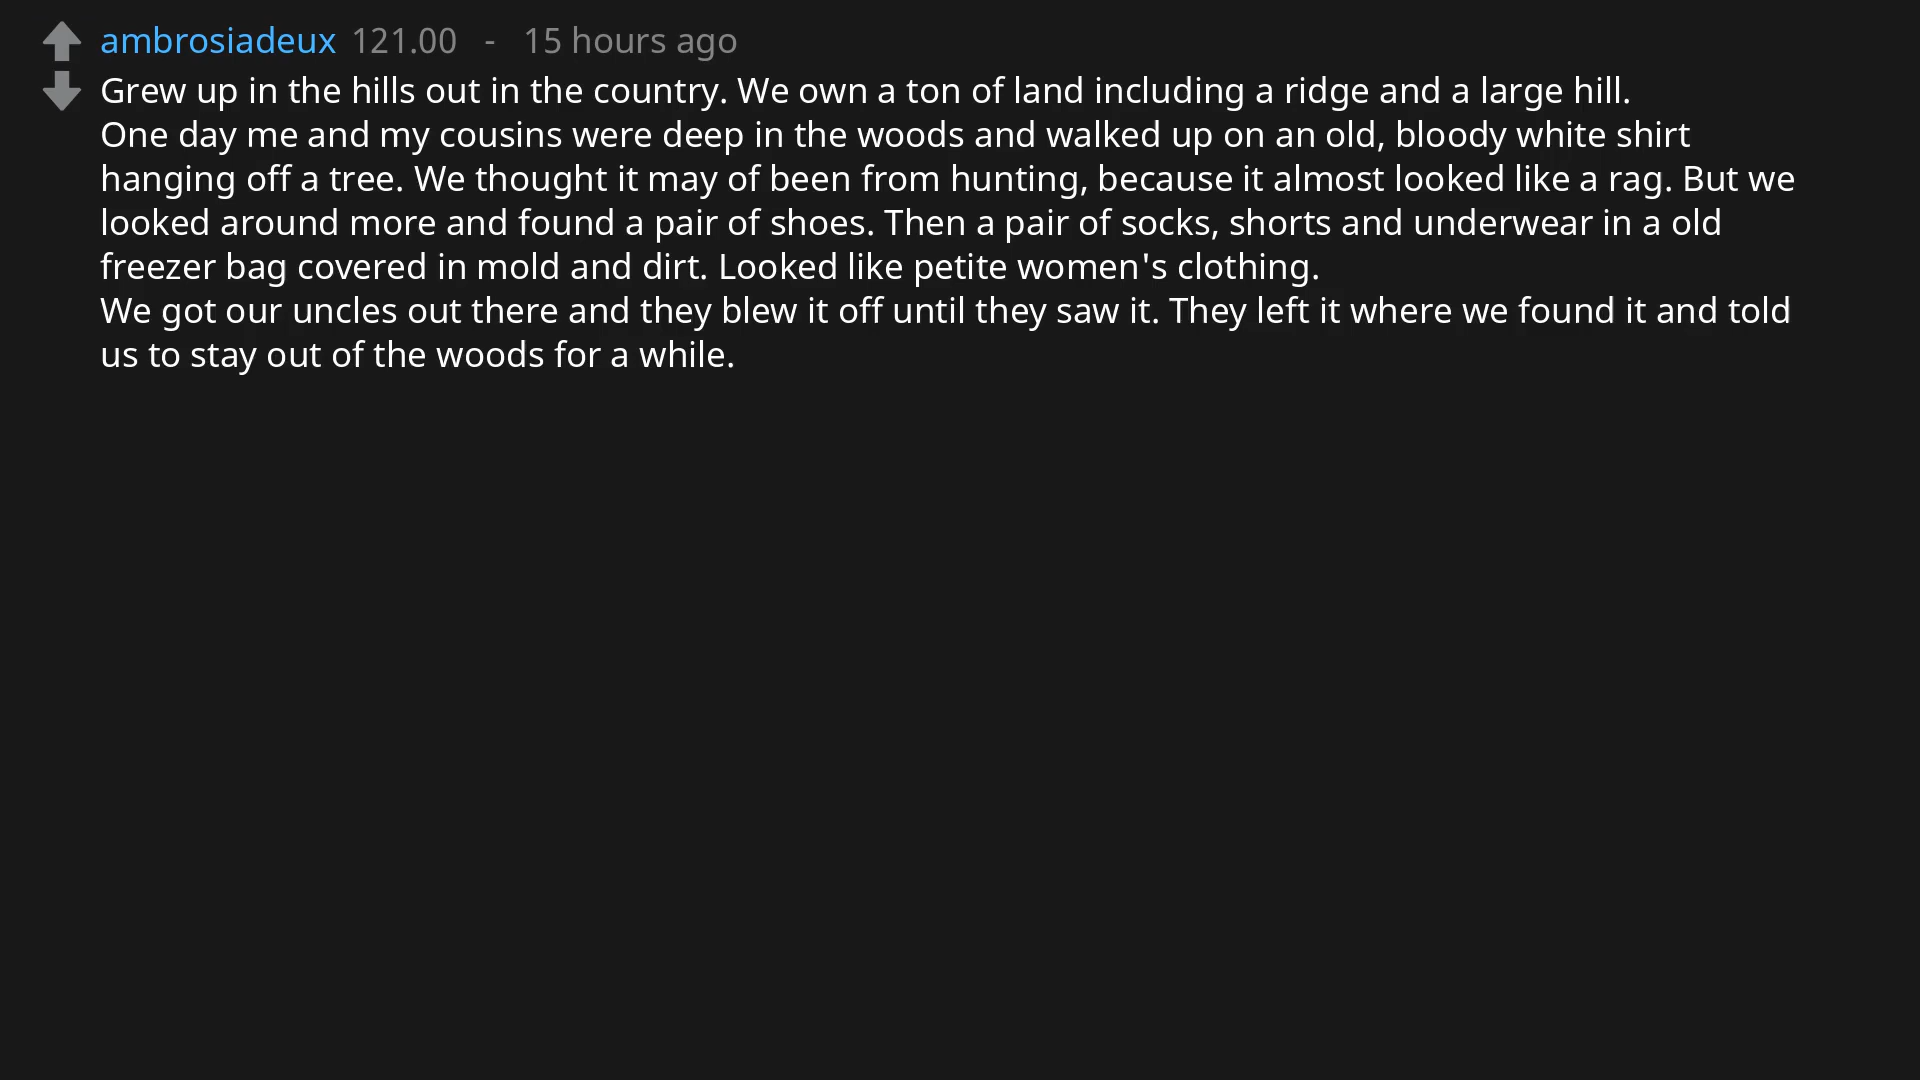 ambrosiadeux 121.00 - 15 hours ago
Grew up in the hills out in the country. We own a ton of land including a ridge and a large hill.
One day me and my cousins were deep in the woods and walked up on an old, bloody white shirt
hanging off a tree. We thought it may of been from hunting, because it almost looked like a rag. But we
looked around more and found a pair of shoes. Then a pair of socks, shorts and underwear in a old
freezer bag covered in mold and dirt. Looked like petite women's clothing.
We got our uncles out there and they blew it off until they saw it. They left it where we found it and told
us to stay out of the woods for a while.